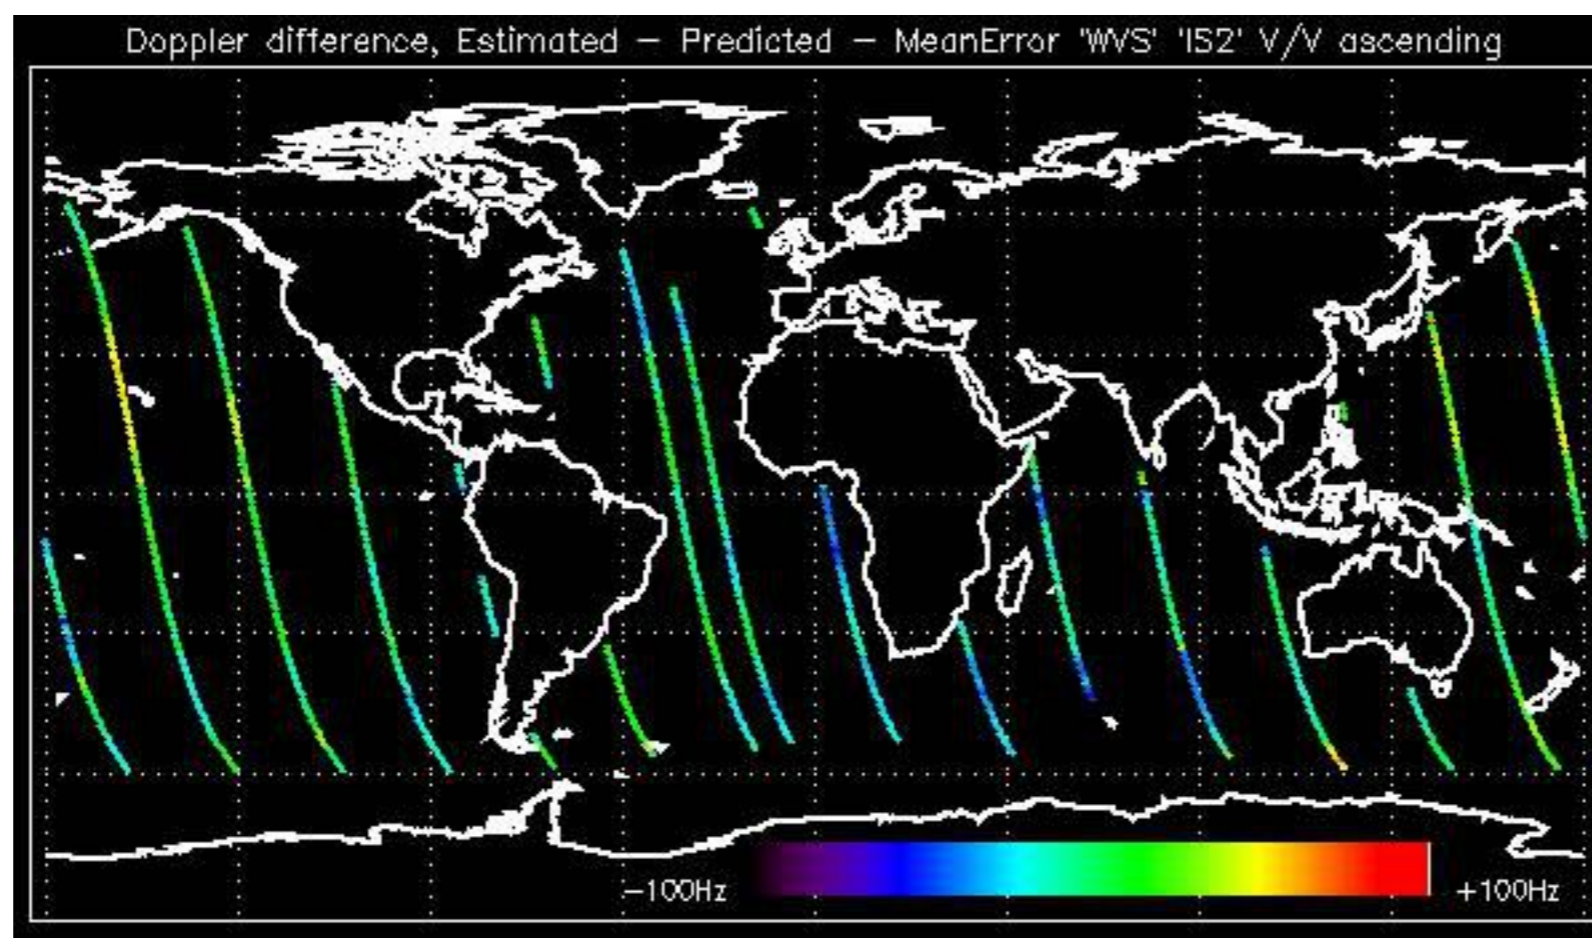 Doppler difference, Estimated – Predicted – MeanError 'WVS' 'IS2' V/V ascending
–100Hz
+100Hz